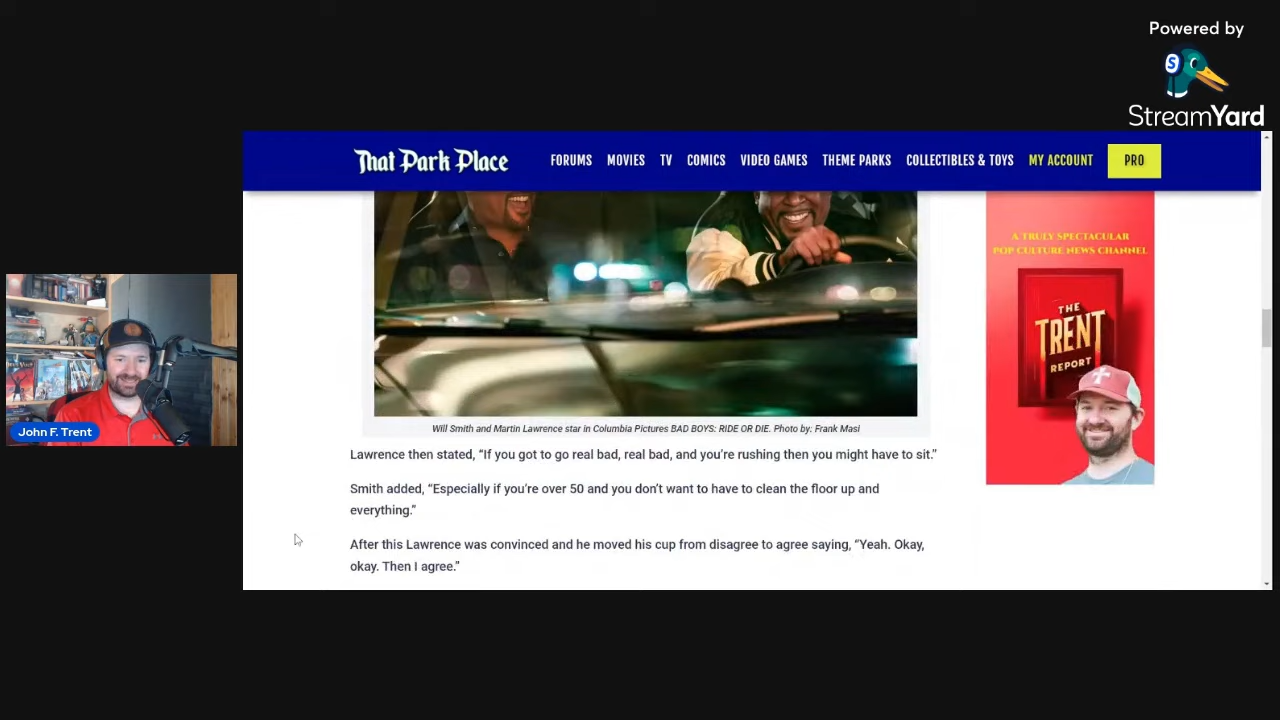 Powered by
S
StreamYard
That Park Place
FORUMS MOVIES TV COMICS VIDEO GAMES THEME PARKS COLLECTIBLES & TOYS MY ACCOUNT PRO
A TRULY SPECTACULAR
POP CULTURE NEWS CHANNEL
THE
TRENT
REPORT
John F. Trent
Will Smith and Martin Lawrence star in Columbia Pictures BAD BOYS: RIDE OR DIE. Photo by: Frank Masi
Lawrence then stated, “If you got to go real bad, real bad, and you’re rushing then you might have to sit.”
Smith added, “Especially if you’re over 50 and you don’t want to have to clean the floor up and
everything.”
After this Lawrence was convinced and he moved his cup from disagree to agree saying, “Yeah. Okay,
okay. Then I agree.”